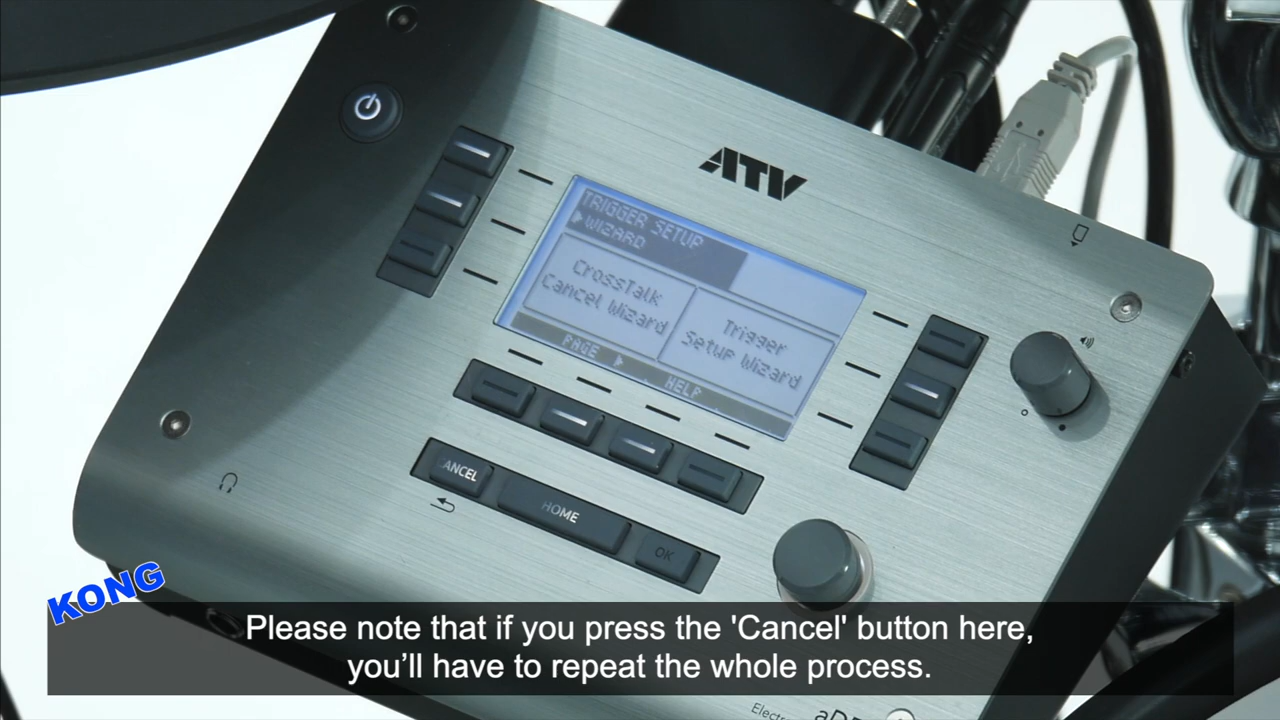 ATV
TRIGGER SETUP
▶WIZARD
CrossTalk
Cancel Wizard
Trigger
Setup Wizard
PAGE ▶
HELP
ANCEL
HOME
OK
KONG
Please note that if you press the 'Cancel' button here,
you’ll have to repeat the whole process.